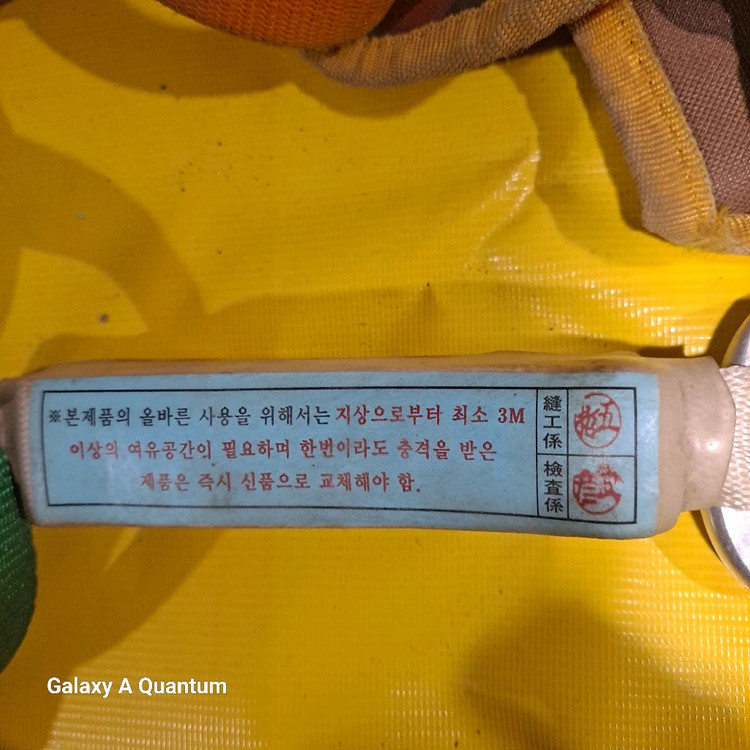 ※본제품의 올바른 사용을 위해서는 지상으로부터 최소 3M
이상의 여유공간이 필요하며 한번이라도 충격을 받은
제품은 즉시 신품으로 교체해야 함.
縫工係
檢査係
Galaxy A Quantum